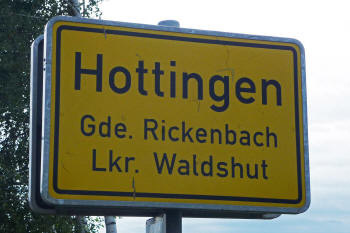 Hottingen
Gde. Rickenbach
Lkr. Waldshut